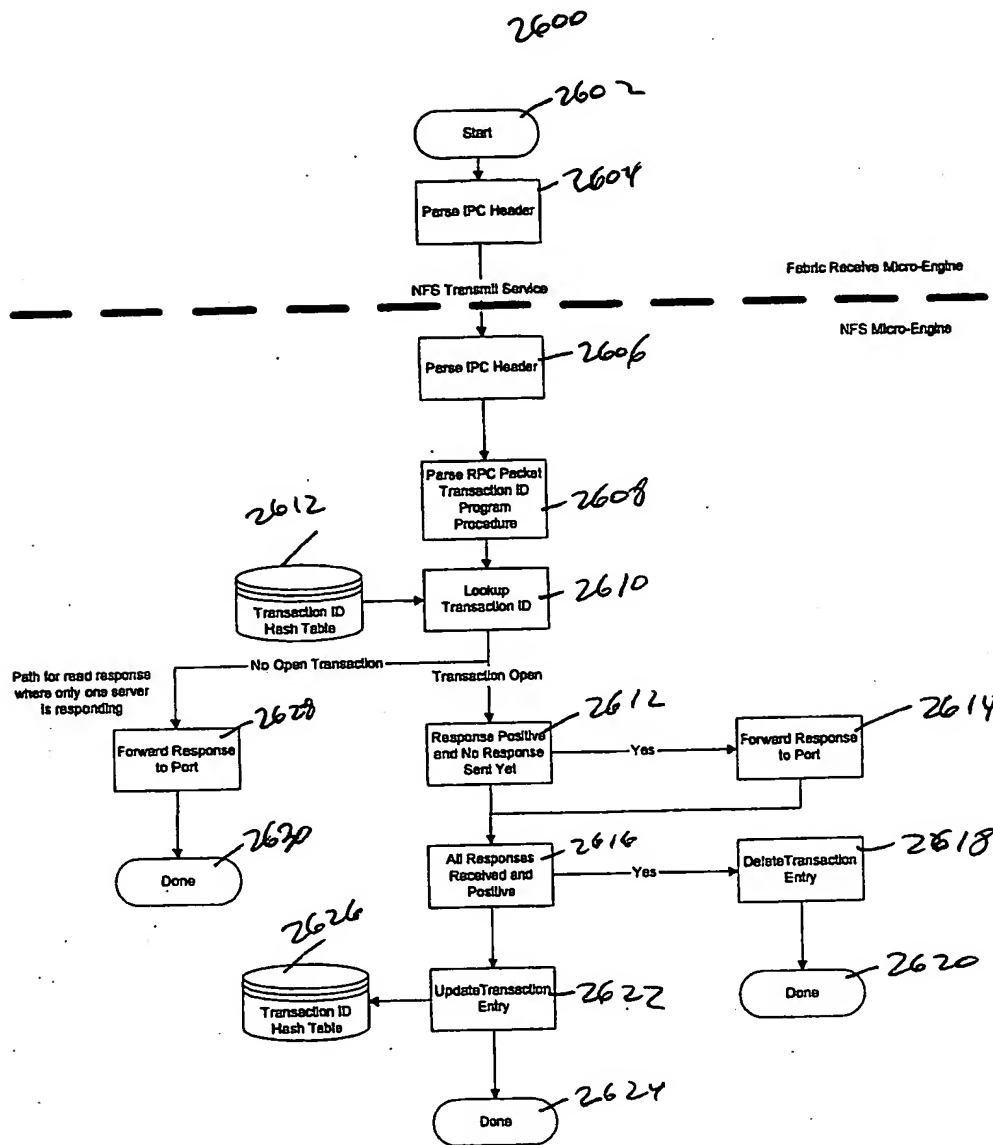 2600
2602
Start
2604
Parse IPC Header
Fabric Receive Micro-Engine
NFS Transmit Service
NFS Micro-Engine
2606
Parse IPC Header
Parse RPC Packet
Transaction ID
Program
Procedure
2608
2612
Transaction ID
Hash Table
Lookup
Transaction ID
2610
No Open Transaction
Transaction Open
Path for read response
where only one server
is responding
2628
Forward Response
to Port
2612
Response Positive
and No Response
Sent Yet
Yes
2614
Forward Response
to Port
2630
Done
2616
All Responses
Received and
Positive
Yes
2618
DeleteTransaction
Entry
2626
Transaction ID
Hash Table
UpdateTransaction
Entry
2622
2620
Done
2624
Done